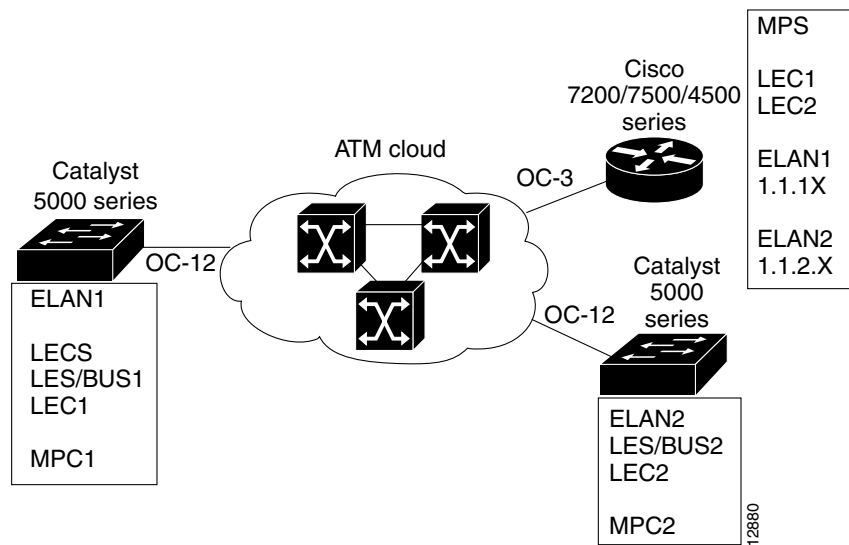 MPS
LEC1
LEC2
ELAN1
1.1.1X
ELAN2
1.1.2.X
Cisco
7200/7500/4500
series
ATM cloud
OC-3
Catalyst
5000 series
OC-12
ELAN1
LECS
LES/BUS1
LEC1
MPC1
Catalyst
5000
series
OC-12
ELAN2
LES/BUS2
LEC2
MPC2
12880